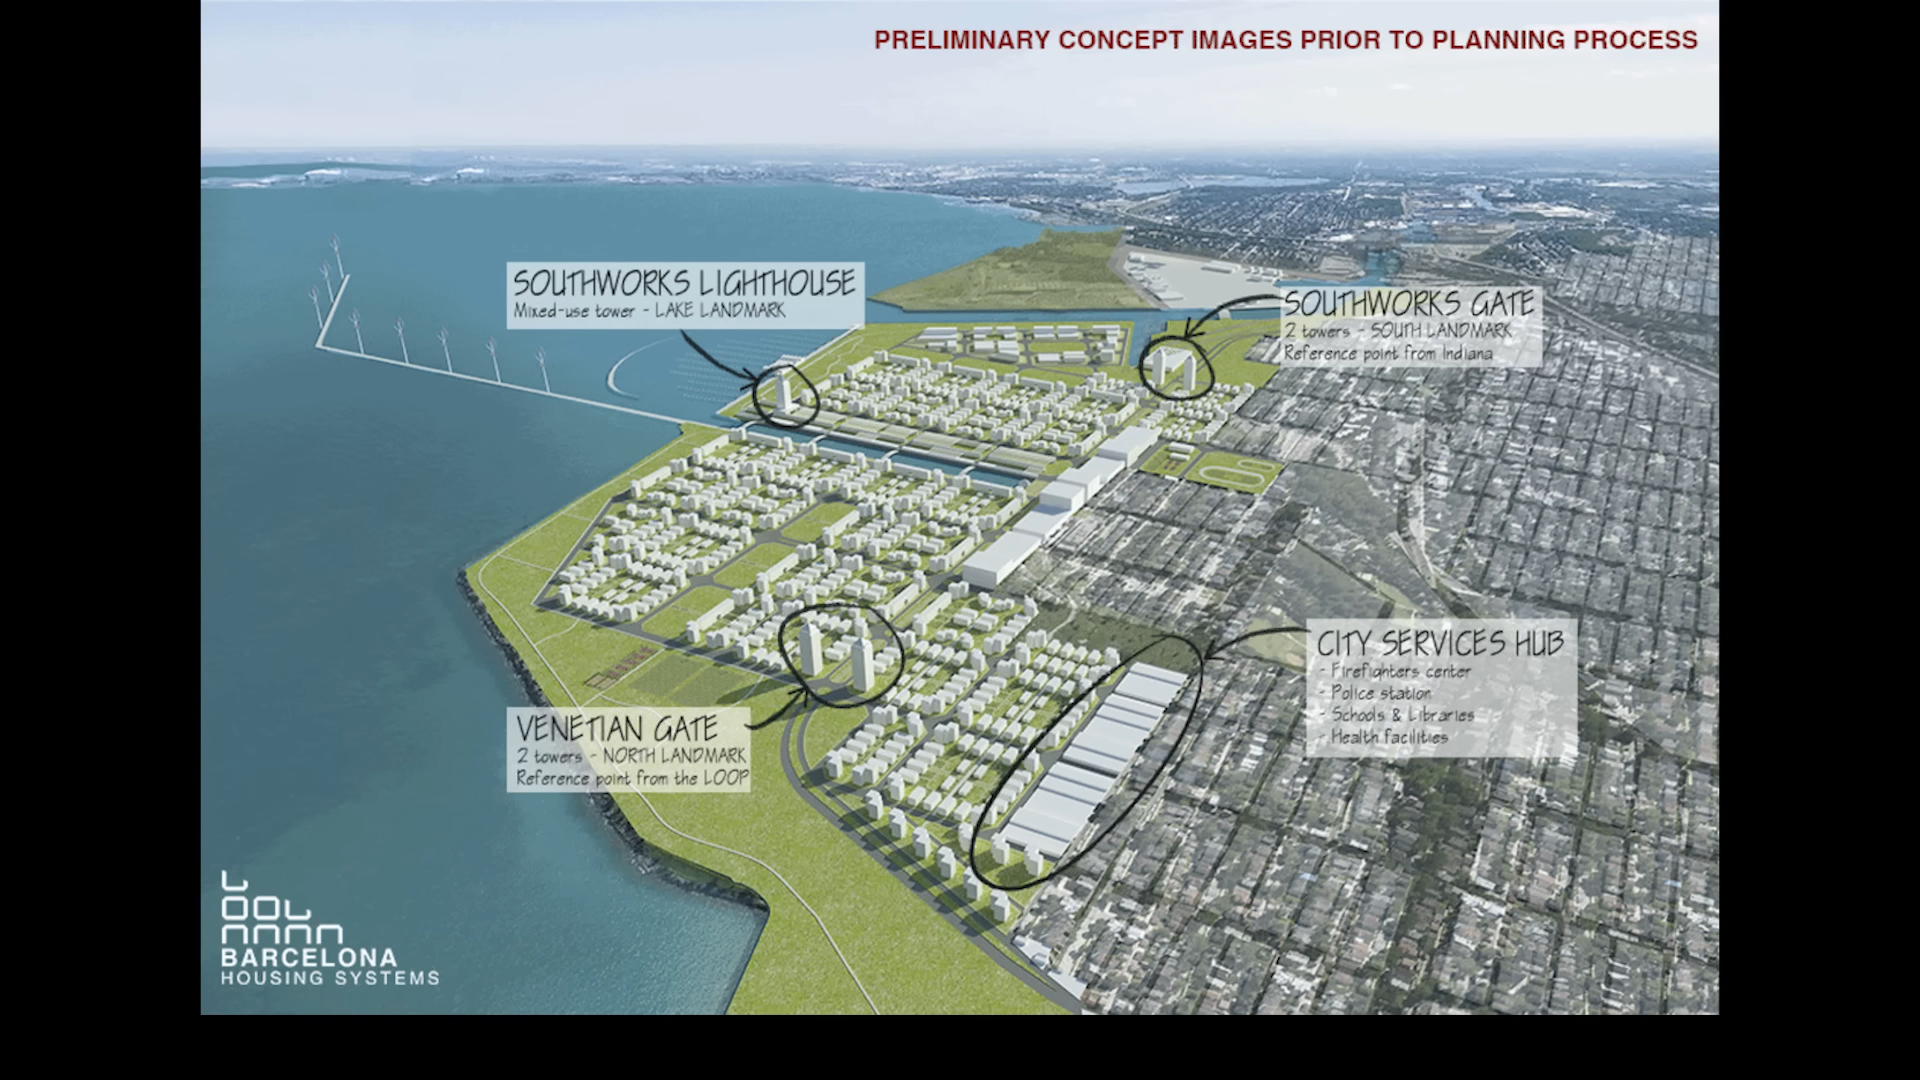 PRELIMINARY CONCEPT IMAGES PRIOR TO PLANNING PROCESS
SOUTHWORKS LIGHTHOUSE
Mixed-use tower - LAKE LANDMARK
SOUTHWORKS GATE
2 towers - SOUTH LANDMARK
Reference point from Indiana
CITY SERVICES HUB
- Firefighters center
- Police station
- Schools & Libraries
- Health facilities
VENETIAN GATE
2 towers - NORTH LANDMARK
Reference point from the LOOP
BARCELONA
HOUSING SYSTEMS